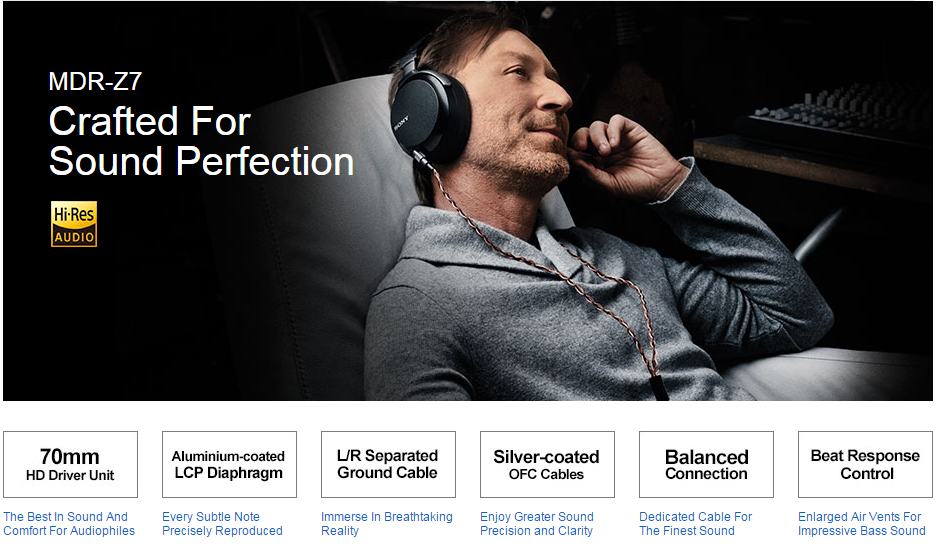 MDR-Z7
Crafted For
Sound Perfection
Hi-Res
AUDIO
SONY
70mm
HD Driver Unit
The Best In Sound And
Comfort For Audiophiles
Aluminium-coated
LCP Diaphragm
Every Subtle Note
Precisely Reproduced
L/R Separated
Ground Cable
Immerse In Breathtaking
Reality
Silver-coated
OFC Cables
Enjoy Greater Sound
Precision and Clarity
Balanced
Connection
Dedicated Cable For
The Finest Sound
Beat Response
Control
Enlarged Air Vents For
Impressive Bass Sound